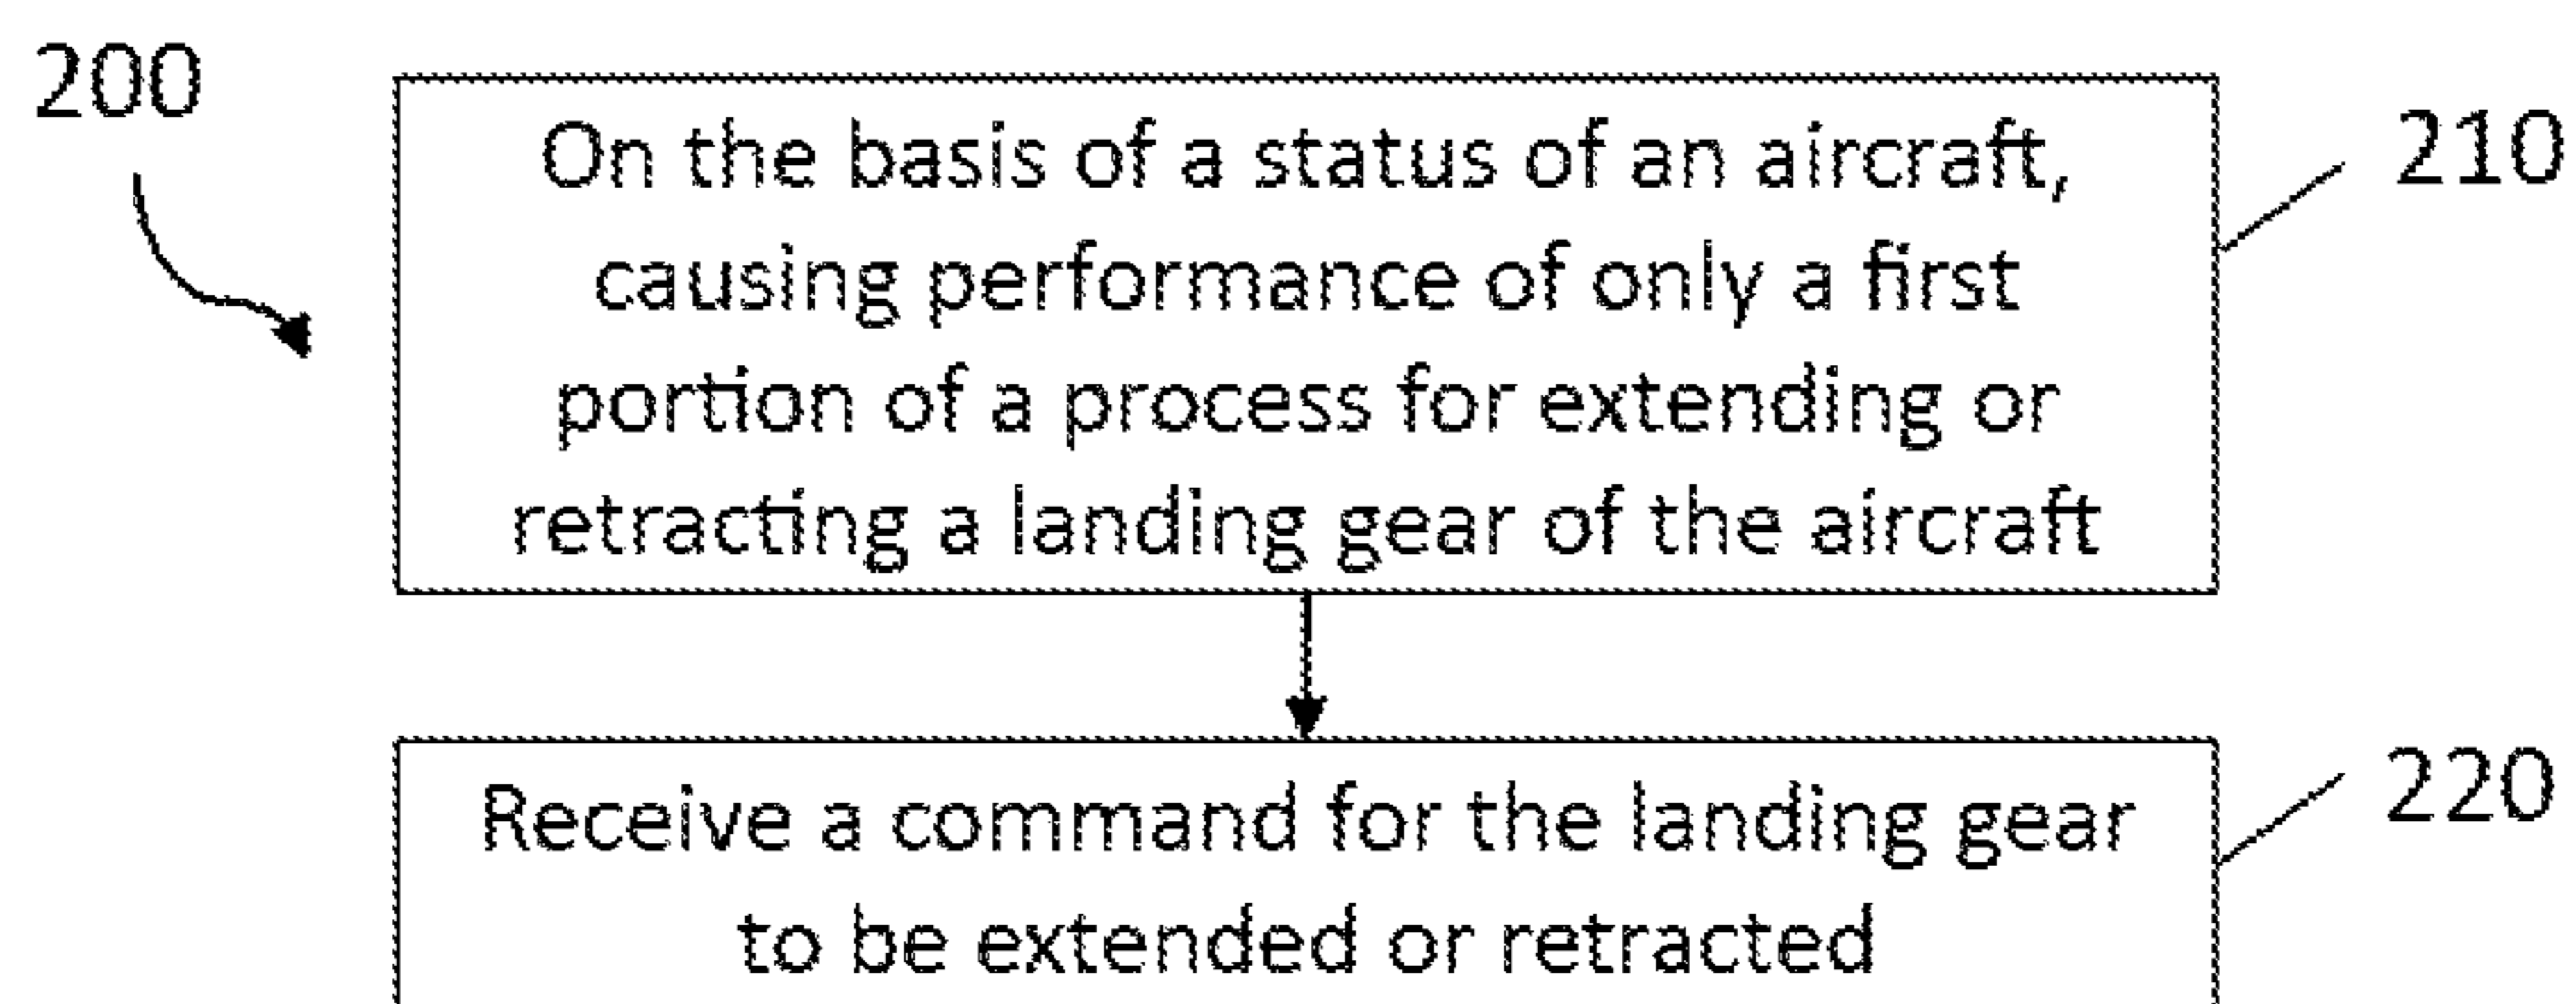 200
On the basis of a status of an aircraft,
causing performance of only a first
portion of a process for extending or
retracting a landing gear of the aircraft
210
Receive a command for the landing gear
to be extended or retracted
220